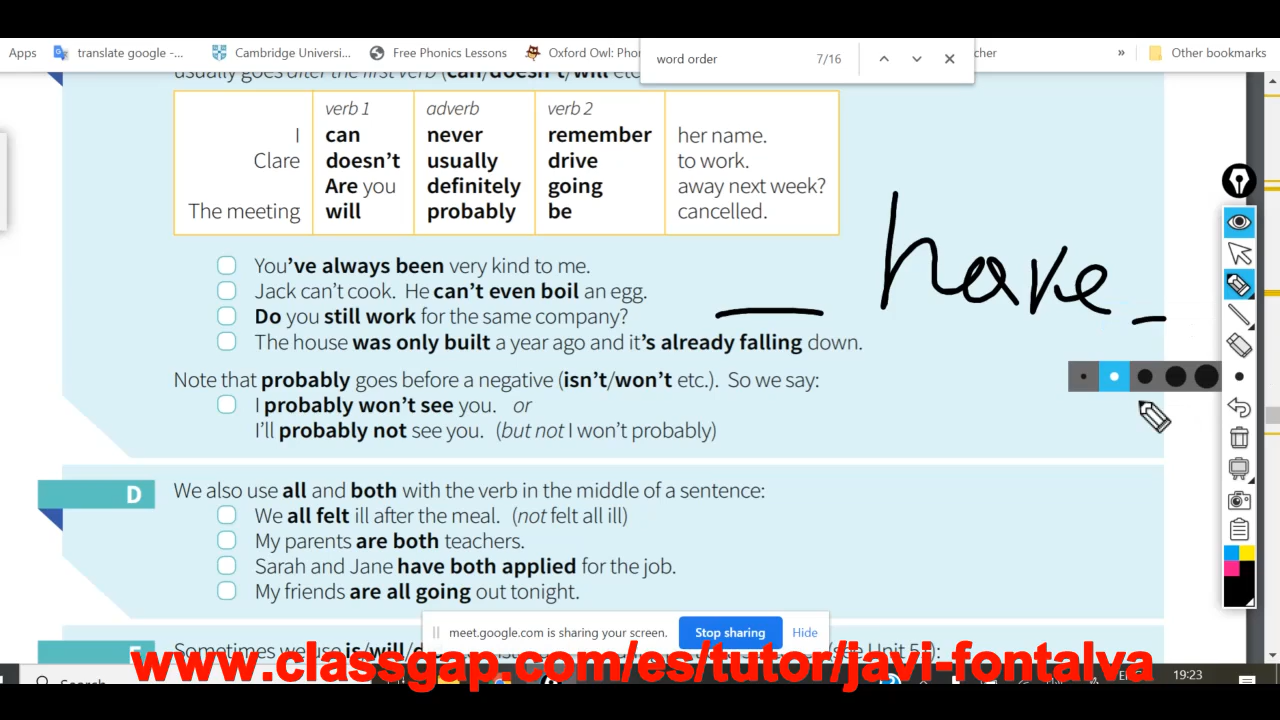 Apps translate google -... Cambridge Universi... Free Phonics Lessons Oxford Owl: Pho cher » Other bookmarks
word order 7/16
usually goes after the first verb (can/doesn't/will etc
verb 1 adverb verb 2
I can never remember her name.
Clare doesn't usually drive to work.
Are you definitely going away next week?
The meeting will probably be cancelled.
You've always been very kind to me.
Jack can't cook. He can't even boil an egg.
Do you still work for the same company?
The house was only built a year ago and it's already falling down.
have
Note that probably goes before a negative (isn't/won't etc.). So we say:
I probably won't see you. or
I'll probably not see you. (but not I won't probably)
D We also use all and both with the verb in the middle of a sentence:
We all felt ill after the meal. (not felt all ill)
My parents are both teachers.
Sarah and Jane have both applied for the job.
My friends are all going out tonight.
meet.google.com is sharing your screen. Stop sharing Hide
Sometimes we use is/will/
www.classgap.com/es/tutor/javi-fontalva
Search 19:23